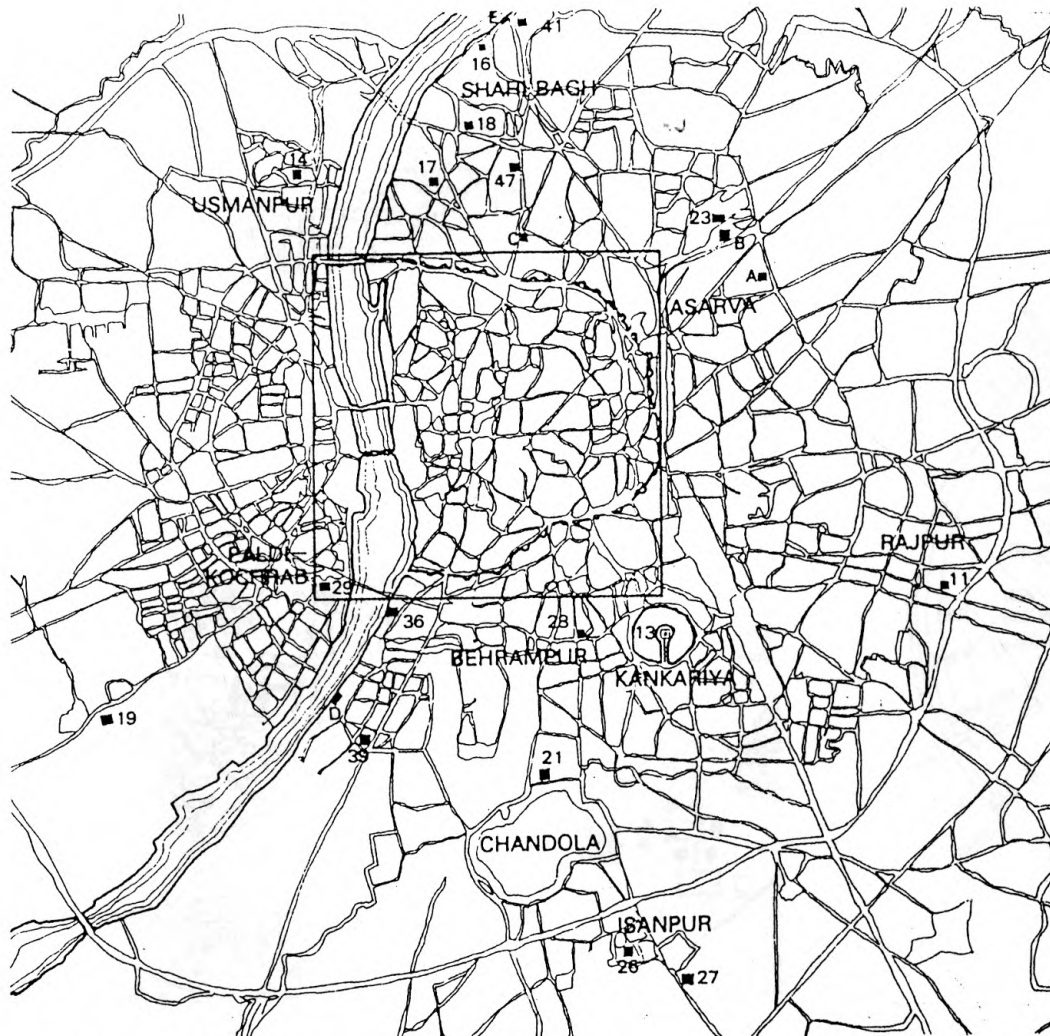 E
41
16
SHAHI BAGH
18
14
17
47
USMANPUR
23
C
B
A
ASARVA
PALDI
KOCHRAB
29
RAJPUR
11
36
28
13
BEHRAMPUR
KANKARIYA
D
19
39
21
CHANDOLA
ISANPUR
26
27